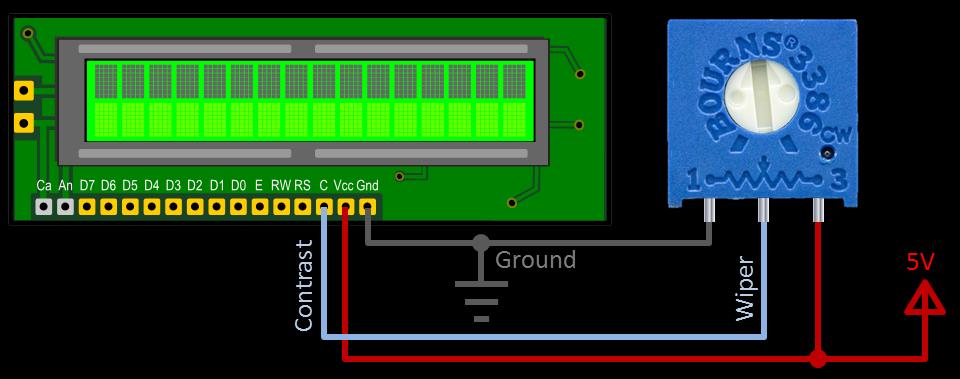 BOURNS® 3386
CW
1 3
Ca An D7 D6 D5 D4 D3 D2 D1 D0 E RW RS C Vcc Gnd
Contrast
Ground
Wiper
5V